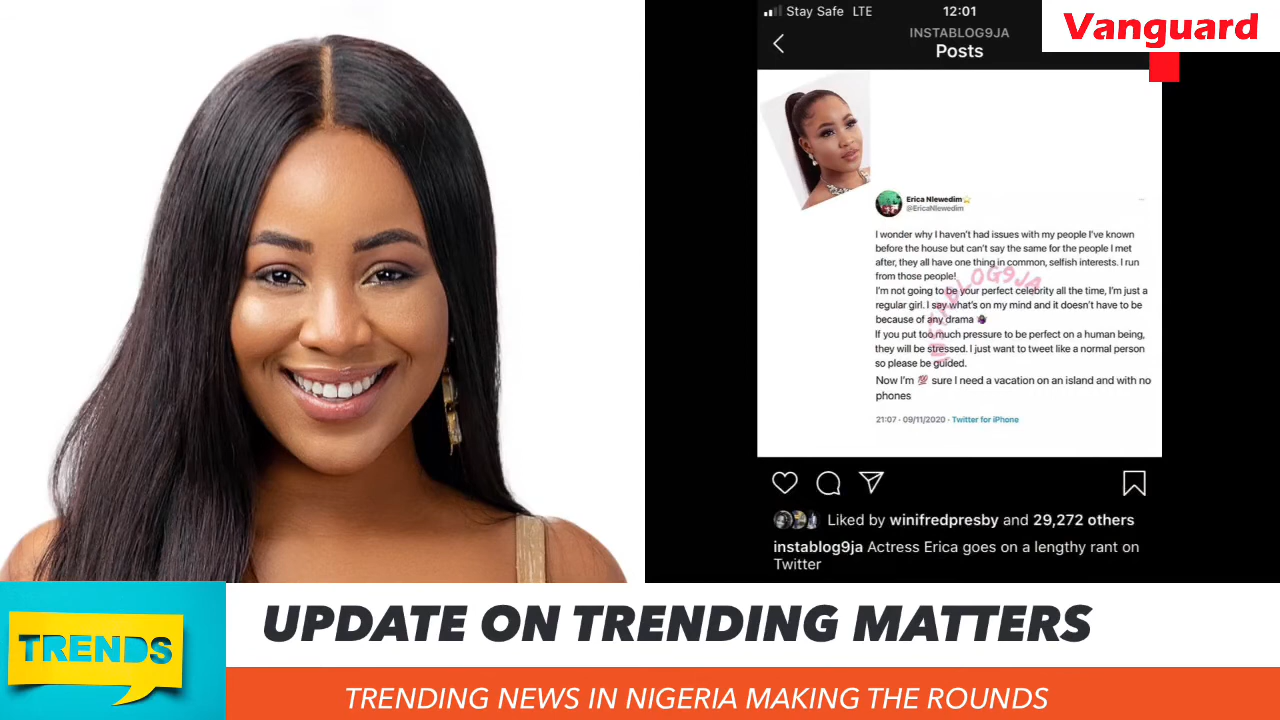 Stay Safe LTE
12:01
Vanguard
INSTABLOG9JA
Posts
Erica Nlewedim⭐
@EricaNlewedim
I wonder why I haven't had issues with my people I've known
before the house but can't say the same for the people I met
after, they all have one thing in common, selfish interests. I run
from those people!
I'm not going to be your perfect celebrity all the time, I'm just a
regular girl. I say what's on my mind and it doesn't have to be
because of any drama
If you put too much pressure to be perfect on a human being,
they will be stressed. I just want to tweet like a normal person
so please be guided.
Now I'm 💯 sure I need a vacation on an island and with no
phones
INSTABLOG9JA
21:07 · 09/11/2020 · Twitter for iPhone
Liked by winifredpresby and 29,272 others
instablog9ja Actress Erica goes on a lengthy rant on
Twitter
TRENDS
UPDATE ON TRENDING MATTERS
TRENDING NEWS IN NIGERIA MAKING THE ROUNDS